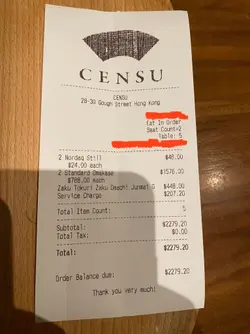 CENSU
CENSU
28-30 Gough Street Hong Kong
Eat In Order
Seat Count:2
Table: 5
2 Nordaq Still $48.00
$24.00 each
2 Standard Omakase $1576.00
$788.00 each
Zaku Tokuri Zaku Omachi Junmai G $448.00
Service Charge $207.20
Total Item Count: 5
Subtotal: $2279.20
Total Tax: $0.00
Total: $2279.20
Order Balance due: $2279.20
Thank you very much!